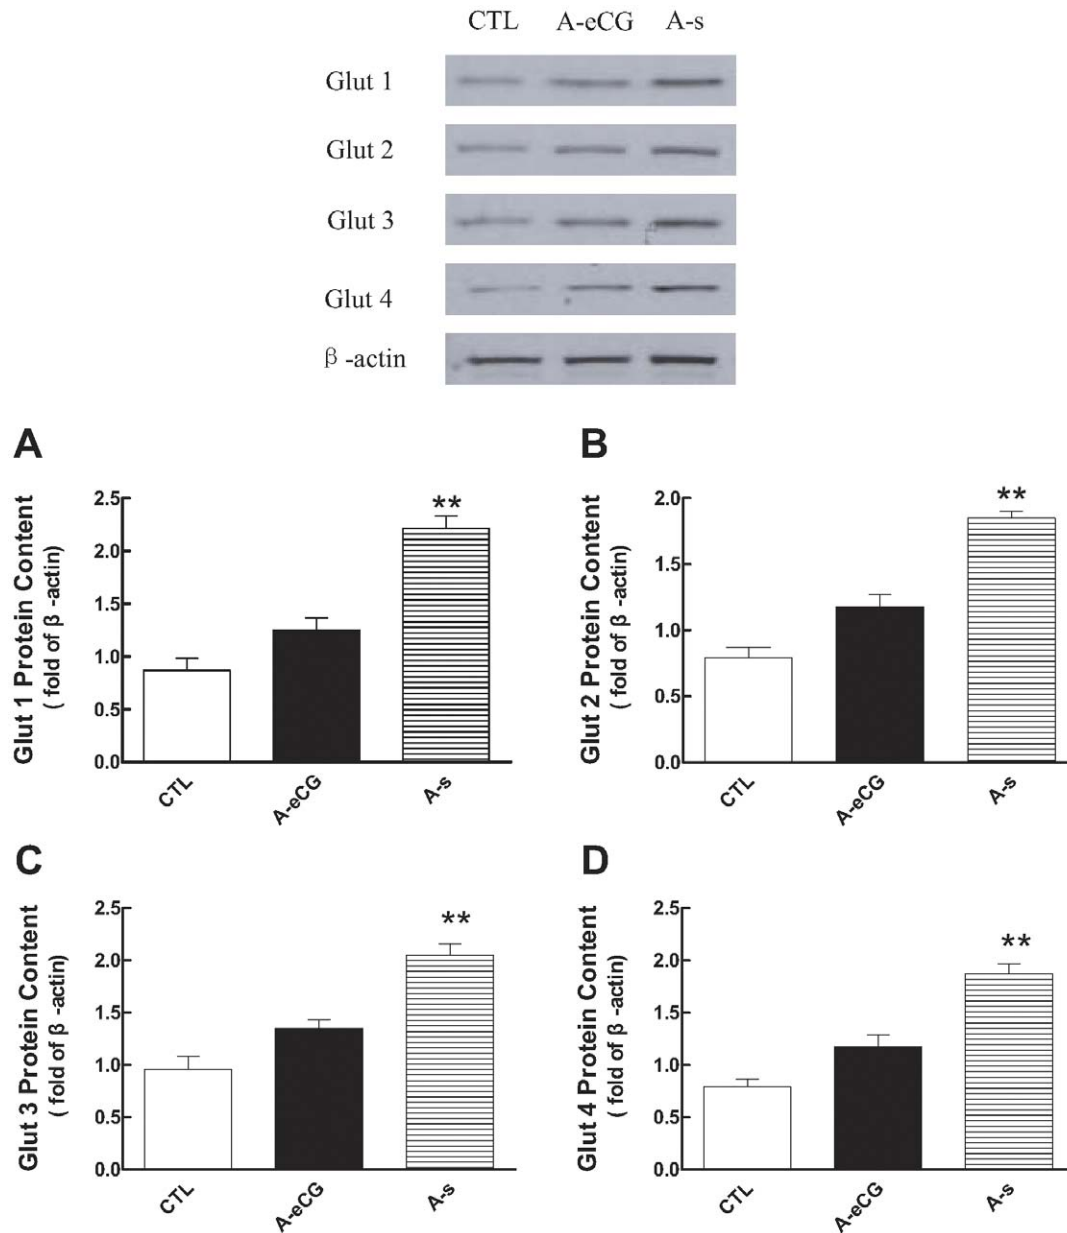 CTL A-eCG A-s
Glut 1
Glut 2
Glut 3
Glut 4
β -actin
A
Glut 1 Protein Content
( fold of β -actin)
2.5
2.0
1.5
1.0
0.5
0.0
**
CTL
A-eCG
A-s
B
Glut 2 Protein Content
( fold of β -actin)
2.0
1.5
1.0
0.5
0.0
**
CTL
A-eCG
A-s
C
Glut 3 Protein Content
( fold of β -actin)
2.5
2.0
1.5
1.0
0.5
0.0
**
CTL
A-eCG
A-s
D
Glut 4 Protein Content
( fold of β -actin)
2.5
2.0
1.5
1.0
0.5
0.0
**
CTL
A-eCG
A-s